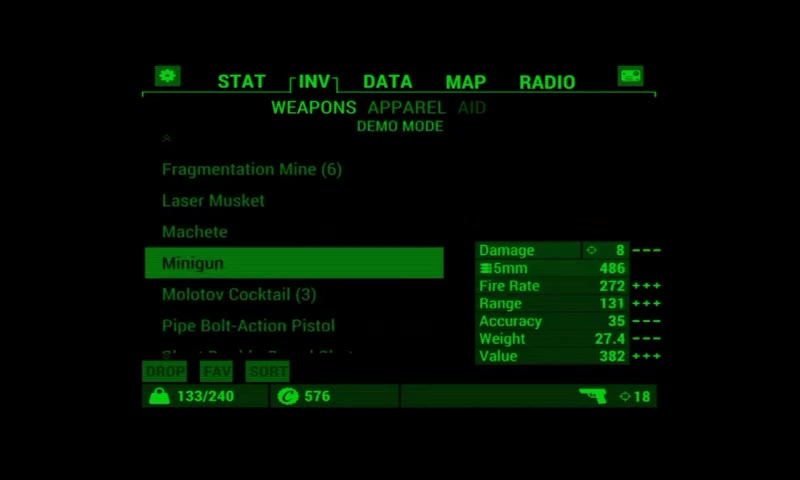 STAT INV DATA MAP RADIO
WEAPONS APPAREL AID
DEMO MODE
Fragmentation Mine (6)
Laser Musket
Machete
Minigun
Molotov Cocktail (3)
Pipe Bolt-Action Pistol
Damage 8 ---
5mm 486
Fire Rate 272 +++
Range 131 +++
Accuracy 35 ---
Weight 27.4 ---
Value 382 +++
DROP FAV SORT
133/240 576 18